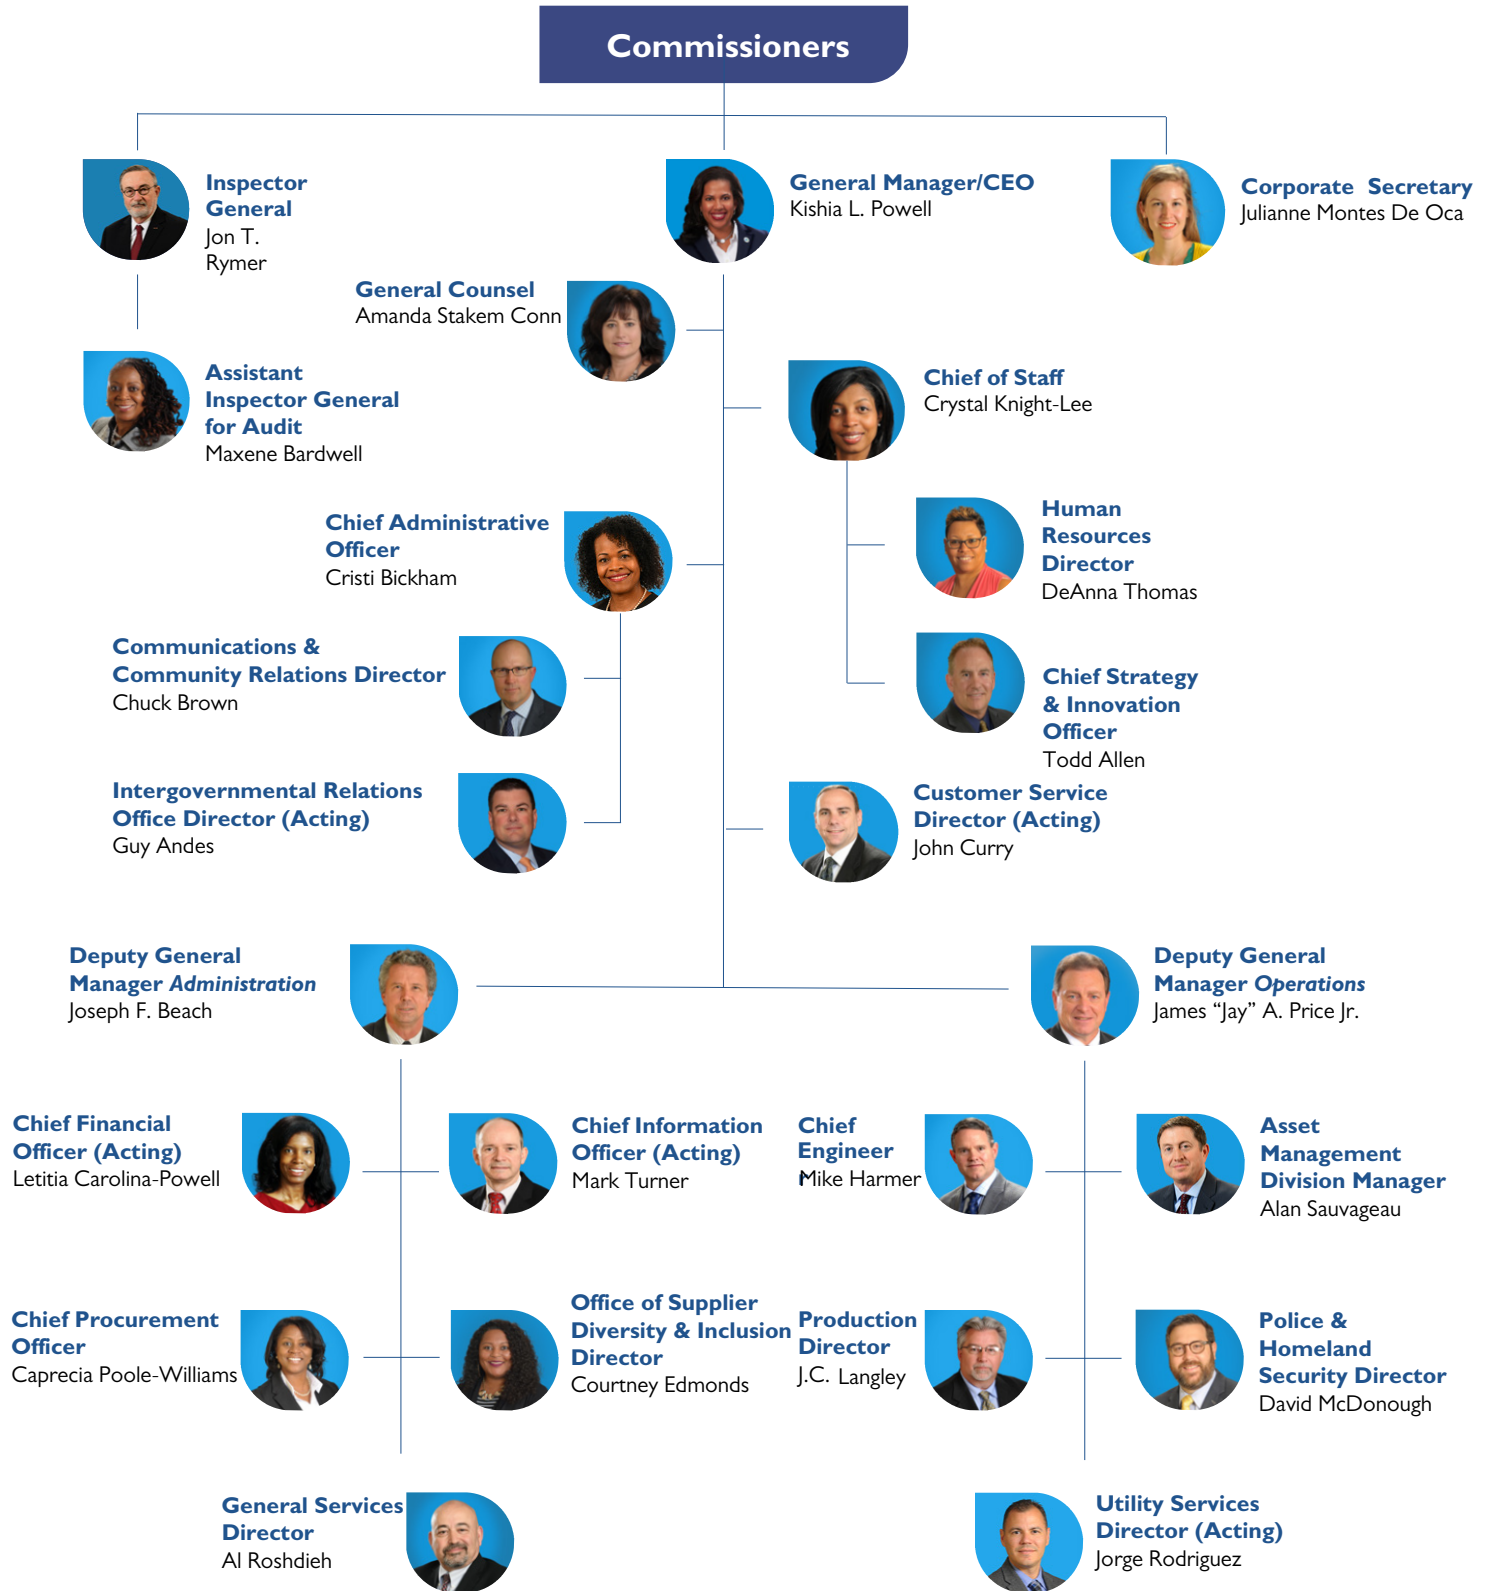 Commissioners
Inspector
General
Jon T.
Rymer
General Manager/CEO
Kishia L. Powell
Corporate  Secretary
Julianne Montes De Oca
General Counsel
Amanda Stakem Conn
Assistant
Inspector General
for Audit
Maxene Bardwell
Chief of Staff
Crystal Knight-Lee
Chief Administrative
Officer
Cristi Bickham
Human
Resources
Director
DeAnna Thomas
Communications &
Community Relations Director
Chuck Brown
Chief Strategy
& Innovation
Officer
Todd Allen
Intergovernmental Relations
Office Director (Acting)
Guy Andes
Customer Service
Director (Acting)
John Curry
Deputy General
Manager Administration
Joseph F. Beach
Deputy General
Manager Operations
James “Jay” A. Price Jr.
Chief Financial
Officer (Acting)
Letitia Carolina-Powell
Chief Information
Officer (Acting)
Mark Turner
Chief
Engineer
Mike Harmer
Asset
Management
Division Manager
Alan Sauvageau
Chief Procurement
Officer
Caprecia Poole-Williams
Office of Supplier
Diversity & Inclusion
Director
Courtney Edmonds
Production
Director
J.C. Langley
Police &
Homeland
Security Director
David McDonough
General Services
Director
Al Roshdieh
Utility Services
Director (Acting)
Jorge Rodriguez